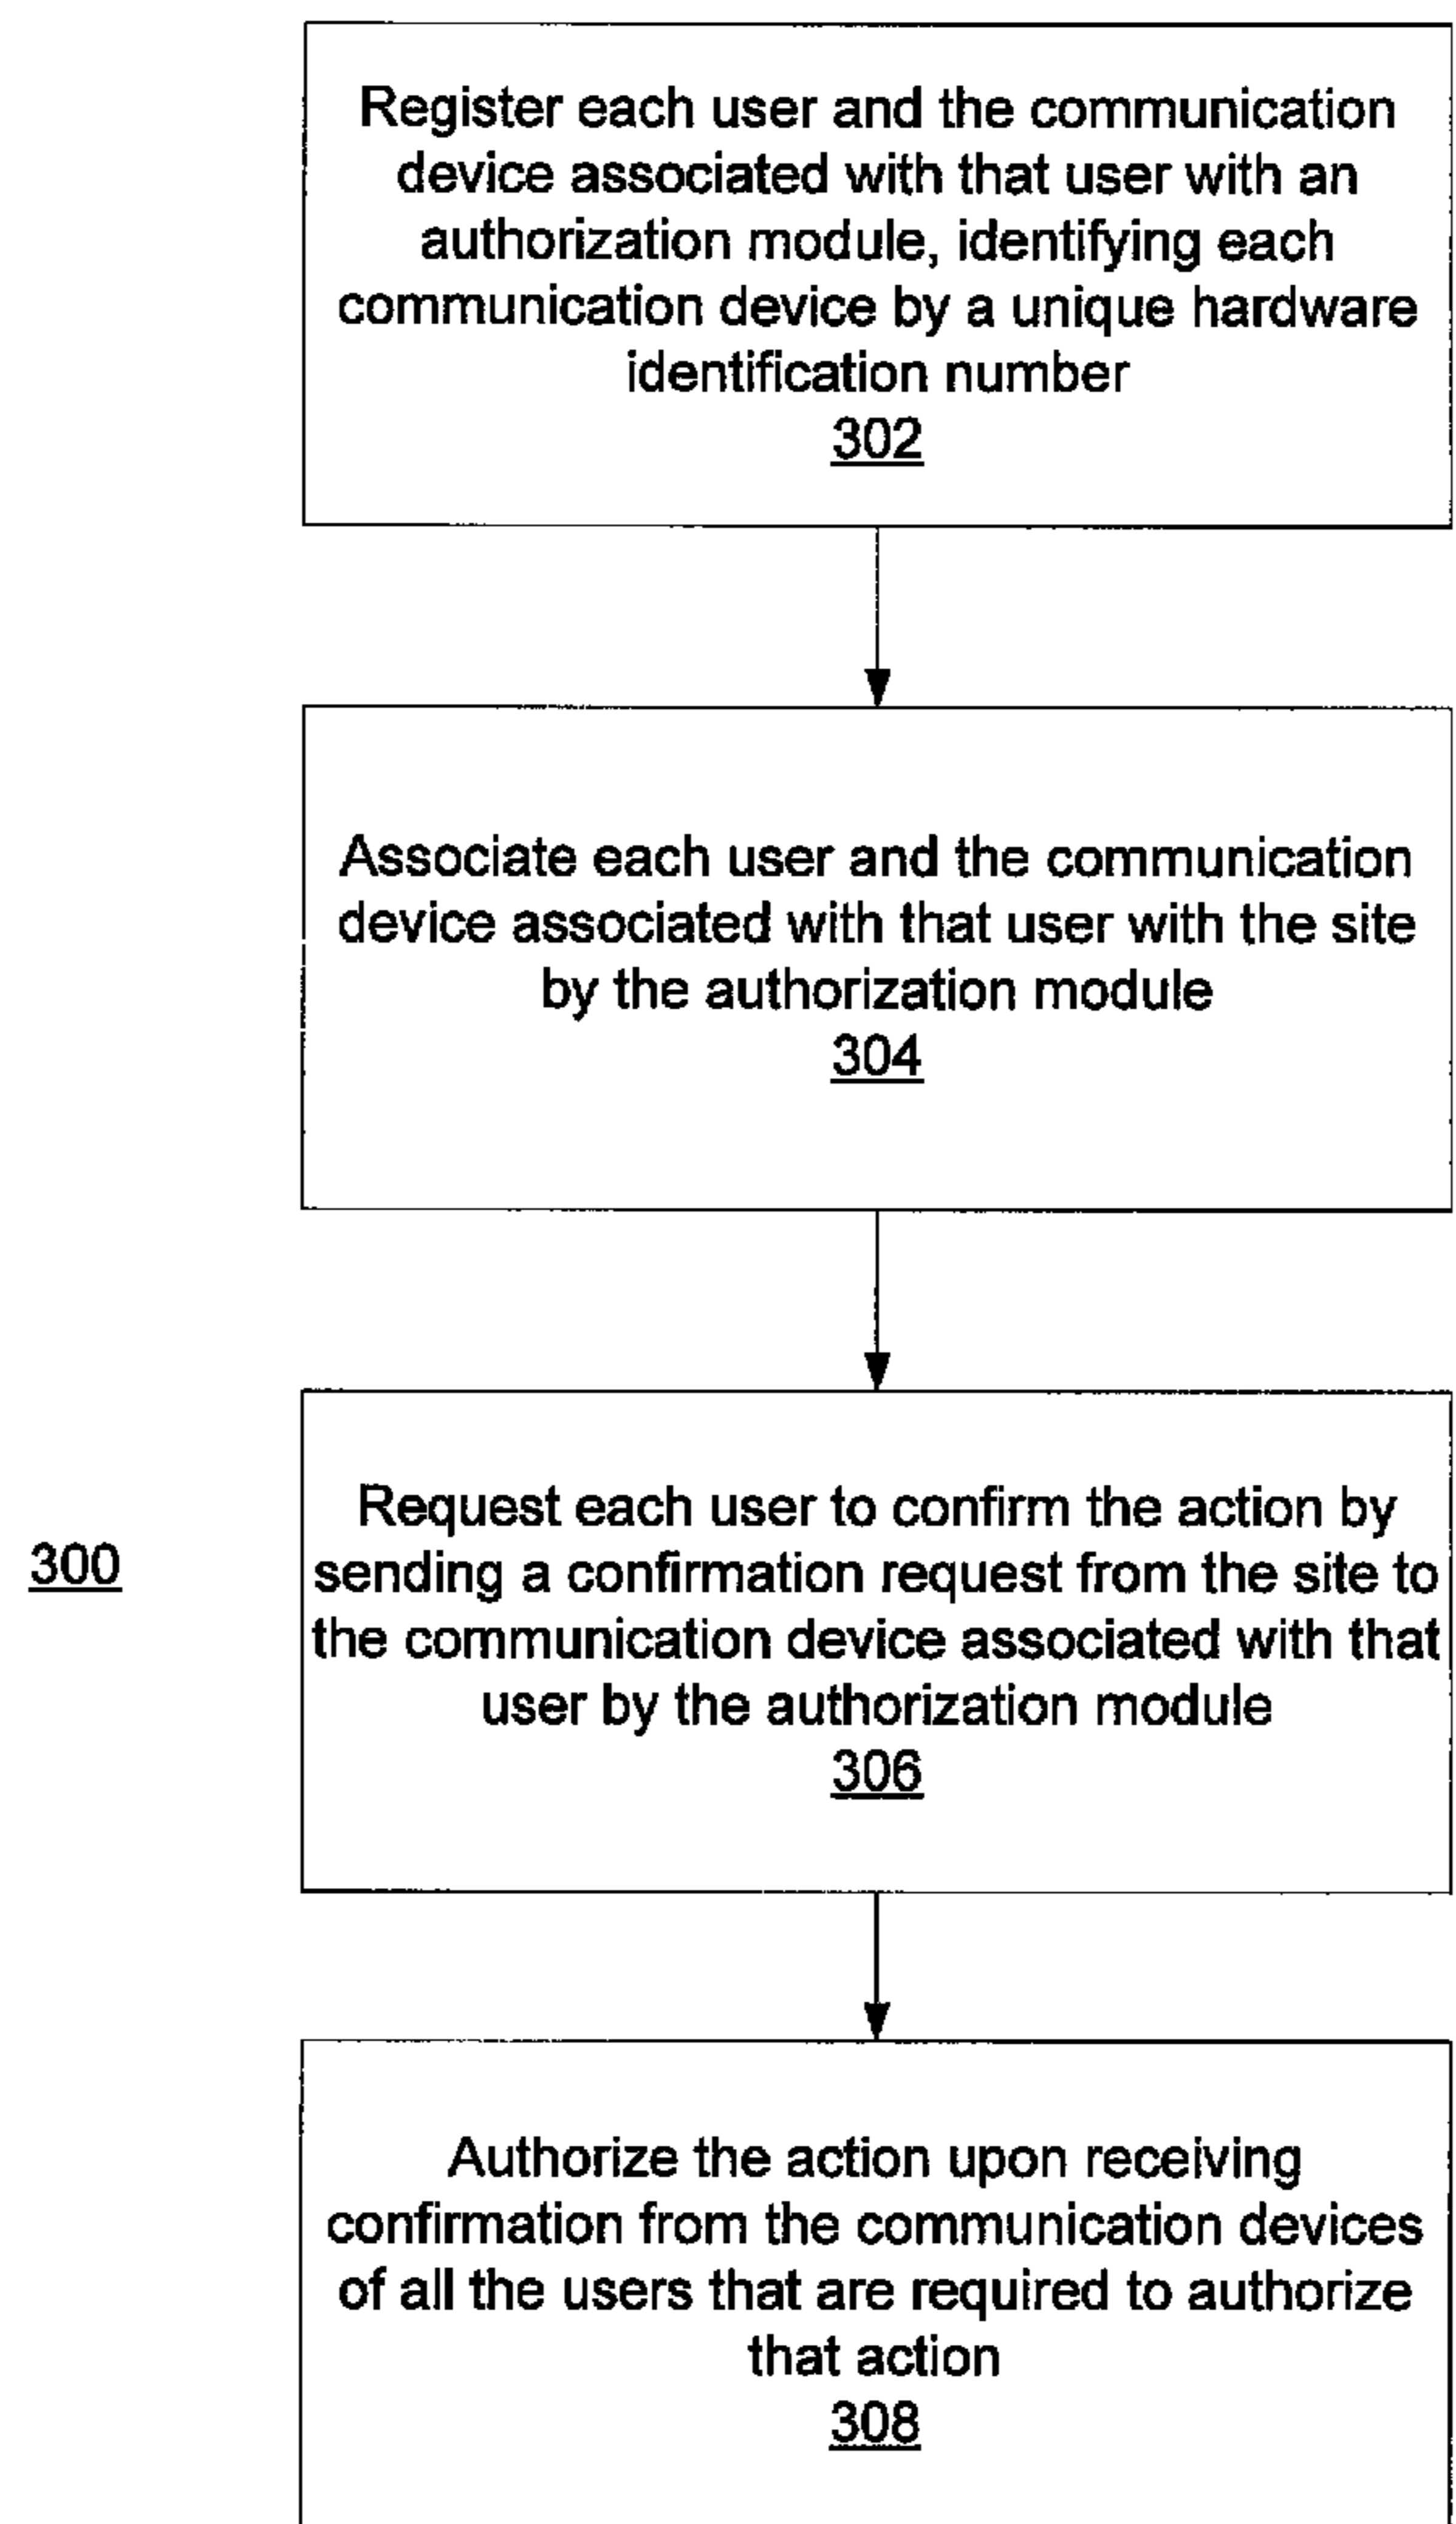 Register each user and the communication
device associated with that user with an
authorization module, identifying each
communication device by a unique hardware
identification number
302
Associate each user and the communication
device associated with that user with the site
by the authorization module
304
300
Request each user to confirm the action by
sending a confirmation request from the site to
the communication device associated with that
user by the authorization module
306
Authorize the action upon receiving
confirmation from the communication devices
of all the users that are required to authorize
that action
308